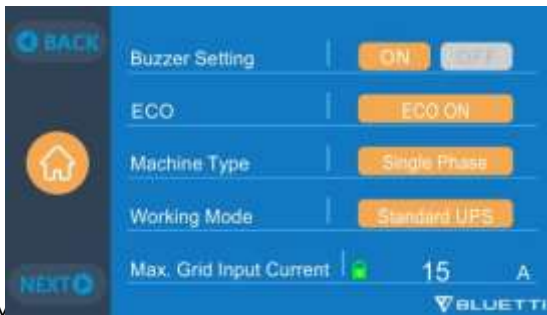 BACK
Buzzer Setting ON OFF
ECO ECO ON
Machine Type Single Phase
Working Mode Standard UPS
Max. Grid Input Current 15 A
NEXT
BLUETTI